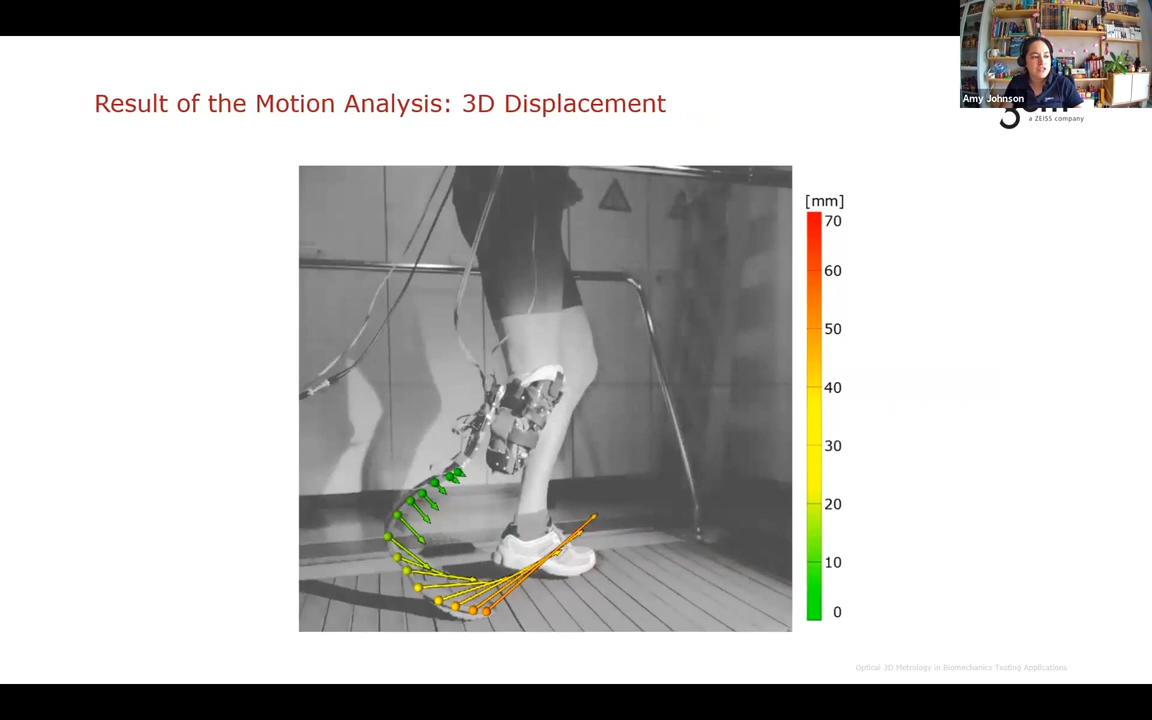 Result of the Motion Analysis: 3D Displacement
Amy Johnson
a ZEISS company
[mm]
70
60
50
40
30
20
10
0
Optical 3D Metrology in Biomechanics Testing Applications